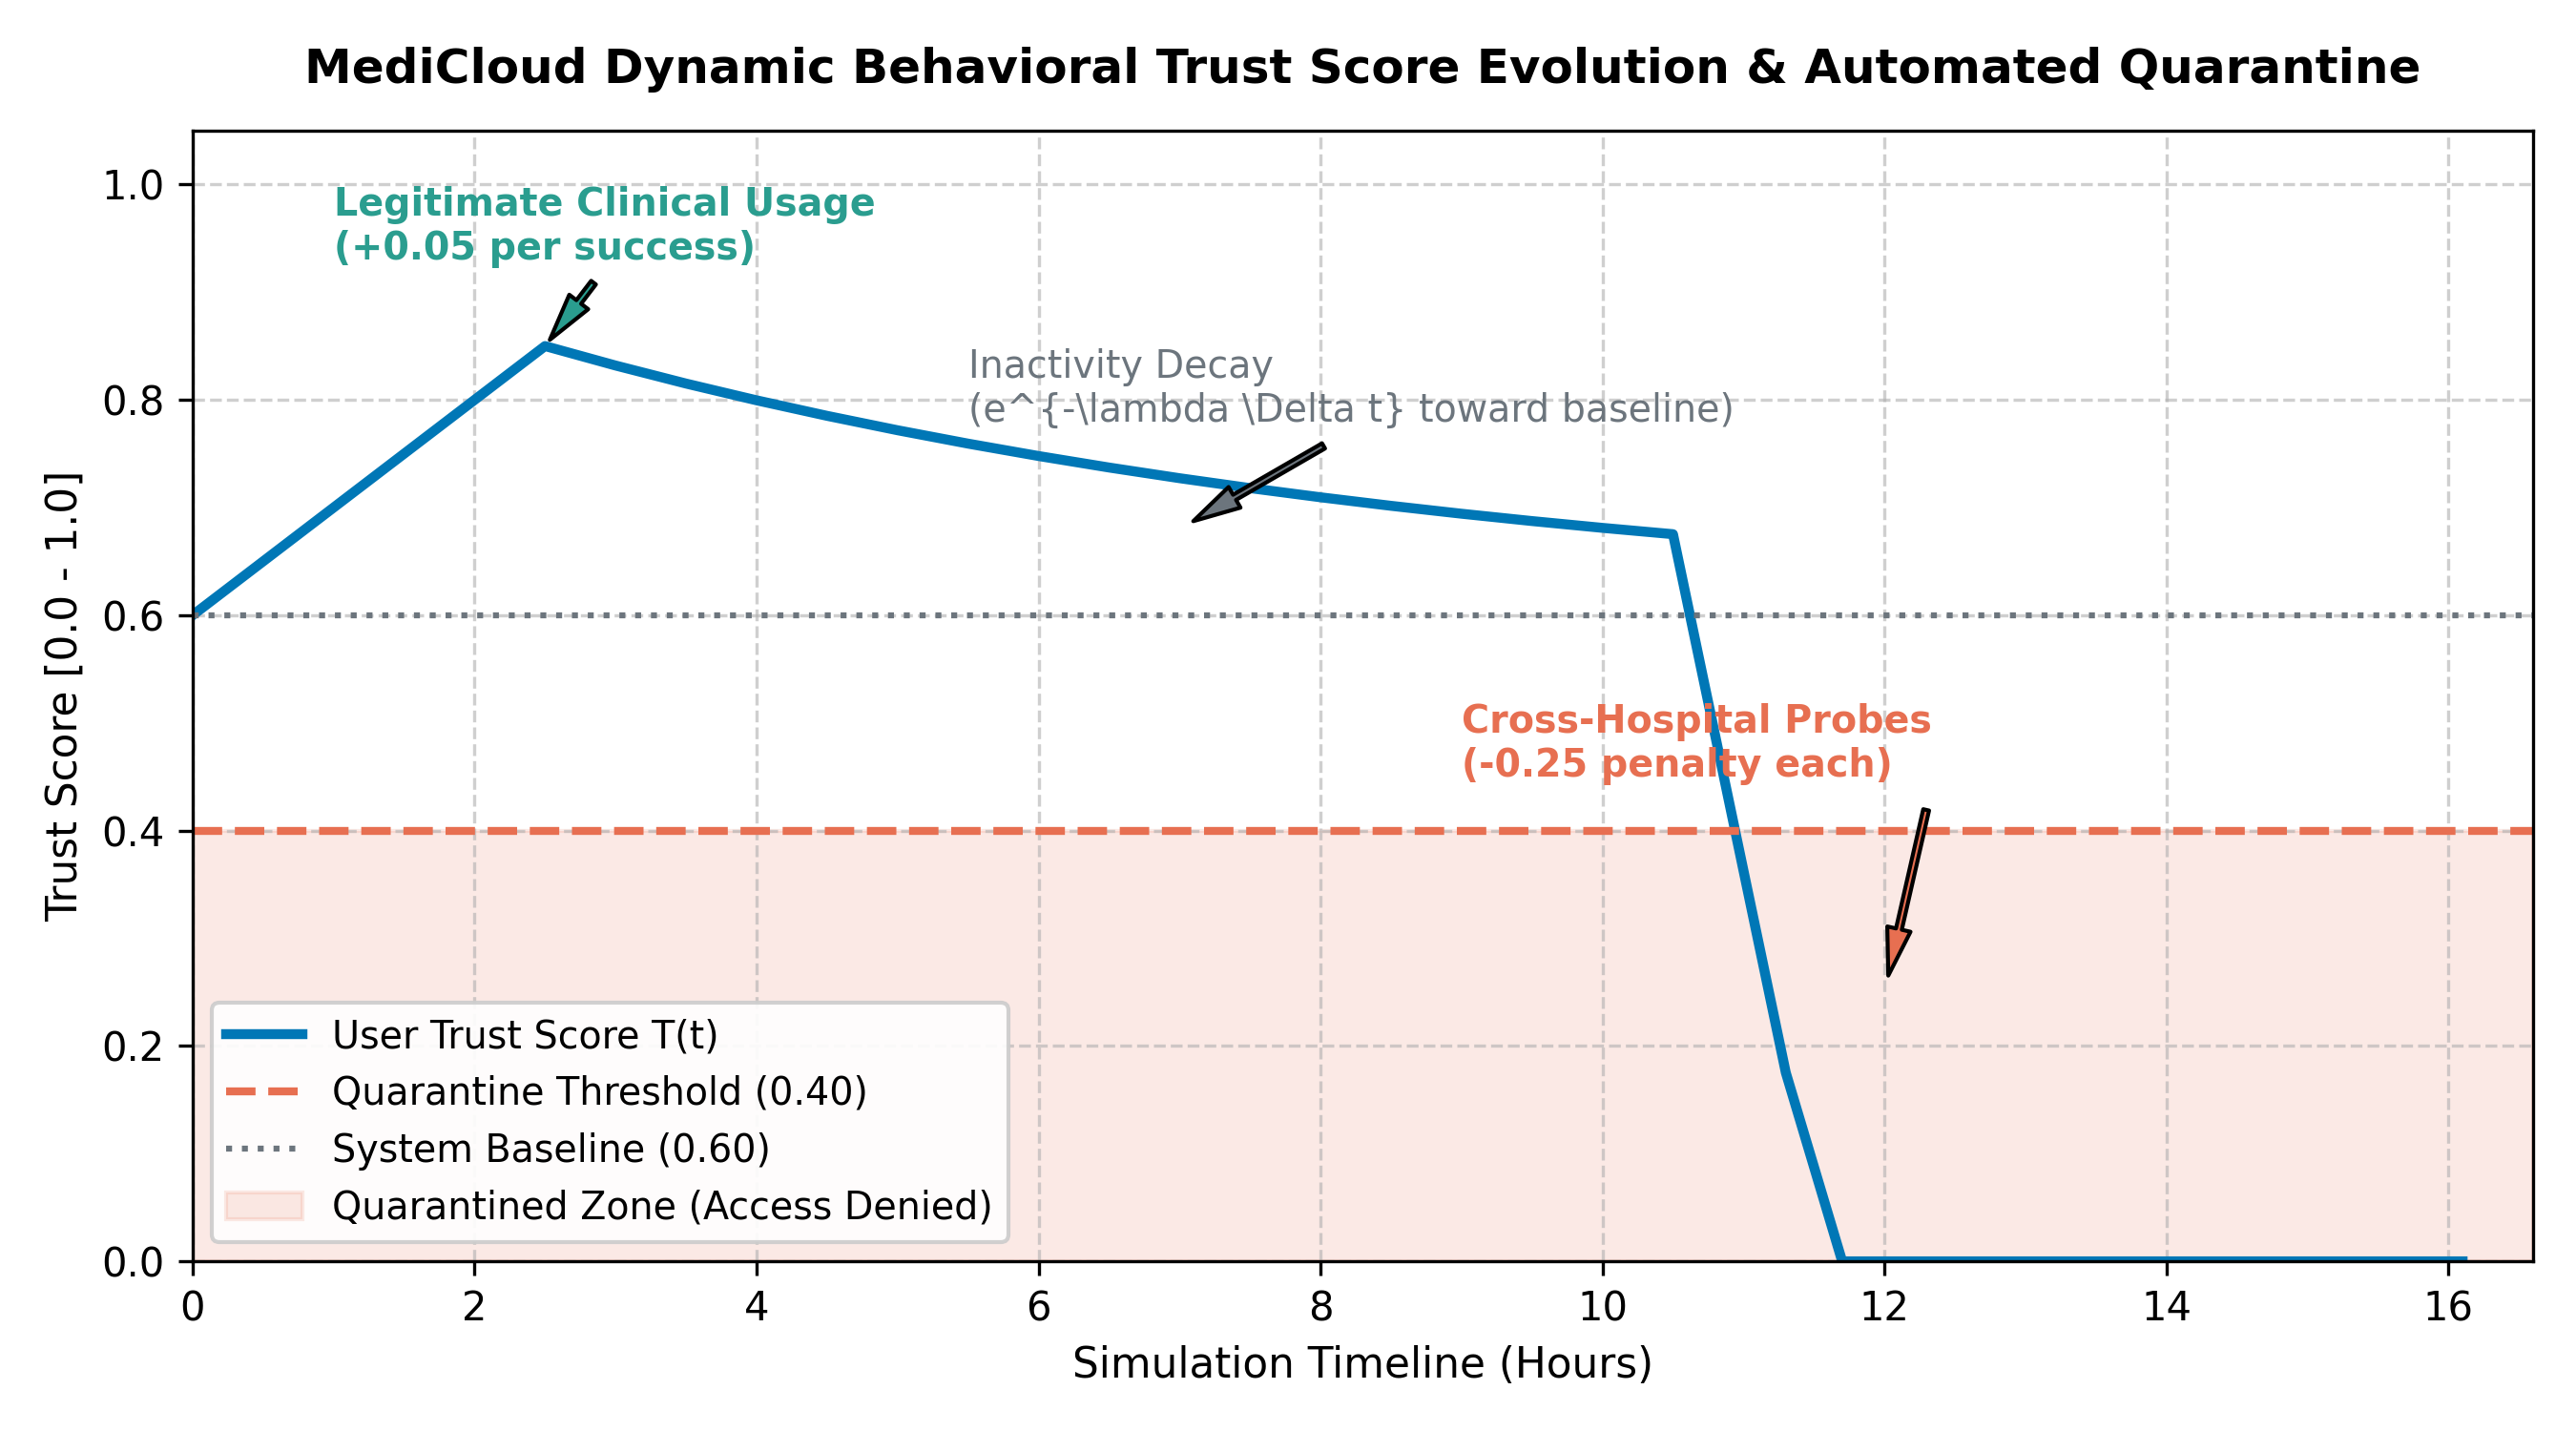 MediCloud Dynamic Behavioral Trust Score Evolution & Automated Quarantine
Trust Score [0.0 - 1.0]
1.0
0.8
0.6
0.4
0.2
0.0
Legitimate Clinical Usage
(+0.05 per success)
Inactivity Decay
(e^{-\lambda \Delta t} toward baseline)
Cross-Hospital Probes
(-0.25 penalty each)
User Trust Score T(t)
Quarantine Threshold (0.40)
System Baseline (0.60)
Quarantined Zone (Access Denied)
0 2 4 6 8 10 12 14 16
Simulation Timeline (Hours)